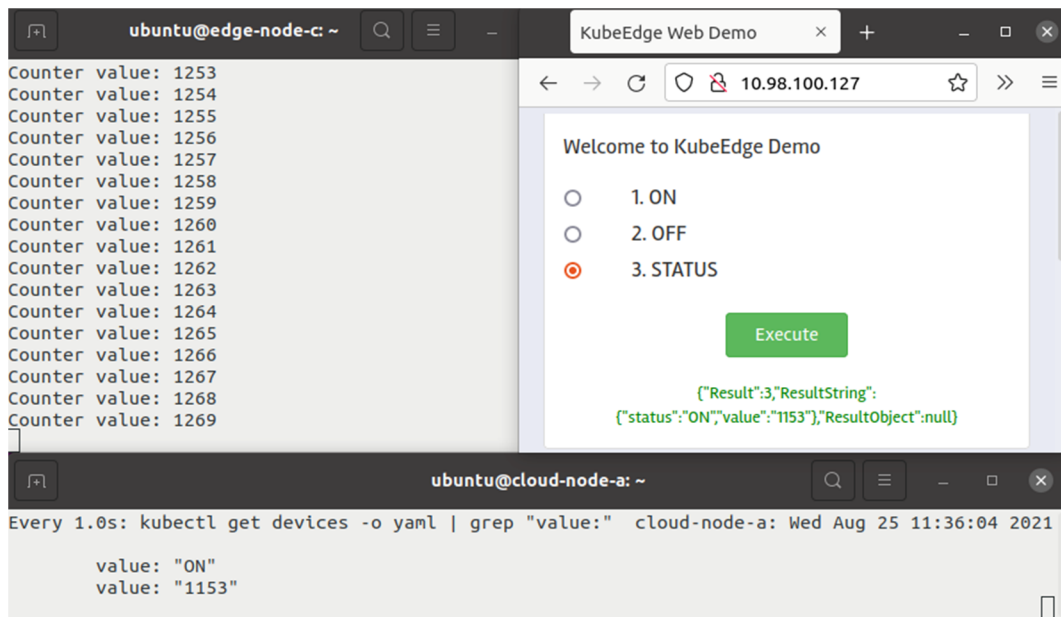 ubuntu@edge-node-c: ~
Counter value: 1253
Counter value: 1254
Counter value: 1255
Counter value: 1256
Counter value: 1257
Counter value: 1258
Counter value: 1259
Counter value: 1260
Counter value: 1261
Counter value: 1262
Counter value: 1263
Counter value: 1264
Counter value: 1265
Counter value: 1266
Counter value: 1267
Counter value: 1268
Counter value: 1269
KubeEdge Web Demo
10.98.100.127
Welcome to KubeEdge Demo
1. ON
2. OFF
3. STATUS
Execute
{"Result":3,"ResultString":
{"status":"ON","value":"1153"},"ResultObject":null}
ubuntu@cloud-node-a: ~
Every 1.0s: kubectl get devices -o yaml | grep "value:"  cloud-node-a: Wed Aug 25 11:36:04 2021
value: "ON"
value: "1153"